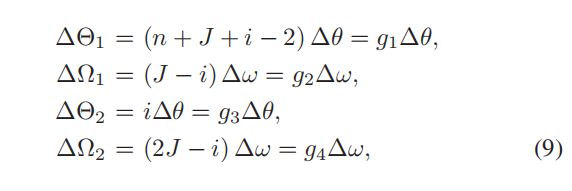 ΔΘ₁ = (n + J + i − 2) Δθ = g₁Δθ,
ΔΩ₁ = (J − i) Δω = g₂Δω,
ΔΘ₂ = iΔθ = g₃Δθ,
ΔΩ₂ = (2J − i) Δω = g₄Δω, (9)